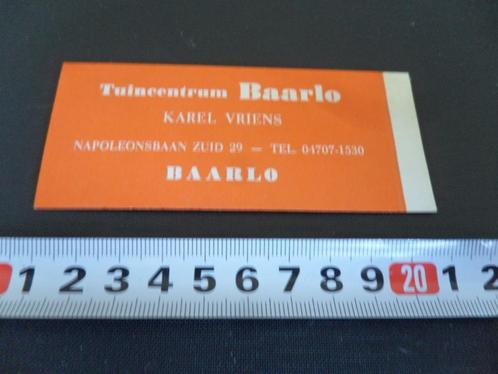 Tuincentrum Baarlo
KAREL VRIENS
NAPOLEONSBAAN ZUID 29 — TEL. 04707-1530
BAARLO
1 2 3 4 5 6 7 8 9 20 1 2